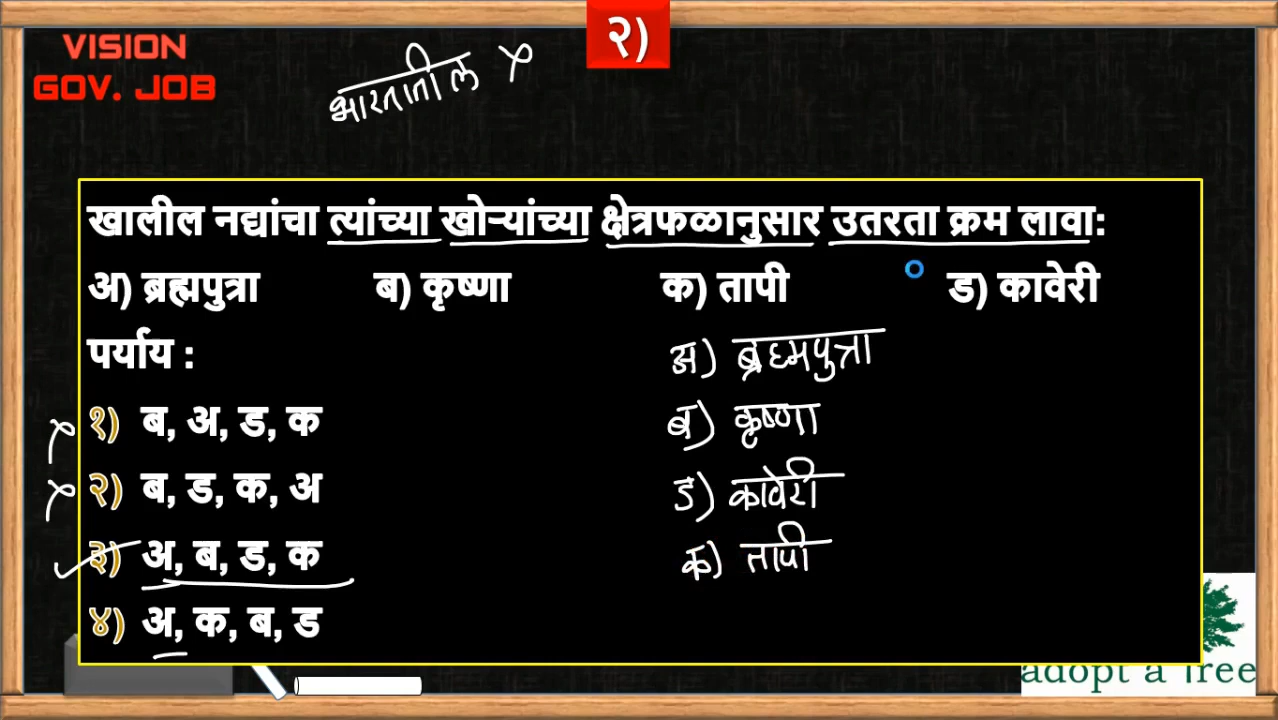 २)
VISION
GOV. JOB
भारतातील
खालील नद्यांचा त्यांच्या खोऱ्यांच्या क्षेत्रफळानुसार उतरता क्रम लावा:
अ) ब्रह्मपुत्रा ब) कृष्णा क) तापी ड) कावेरी
पर्याय :
१) ब, अ, ड, क
२) ब, ड, क, अ
३) अ, ब, ड, क
४) अ, क, ब, ड
अ) ब्रह्मपुत्रा
ब) कृष्णा
ड) कावेरी
क) तापी
adopt a Tree